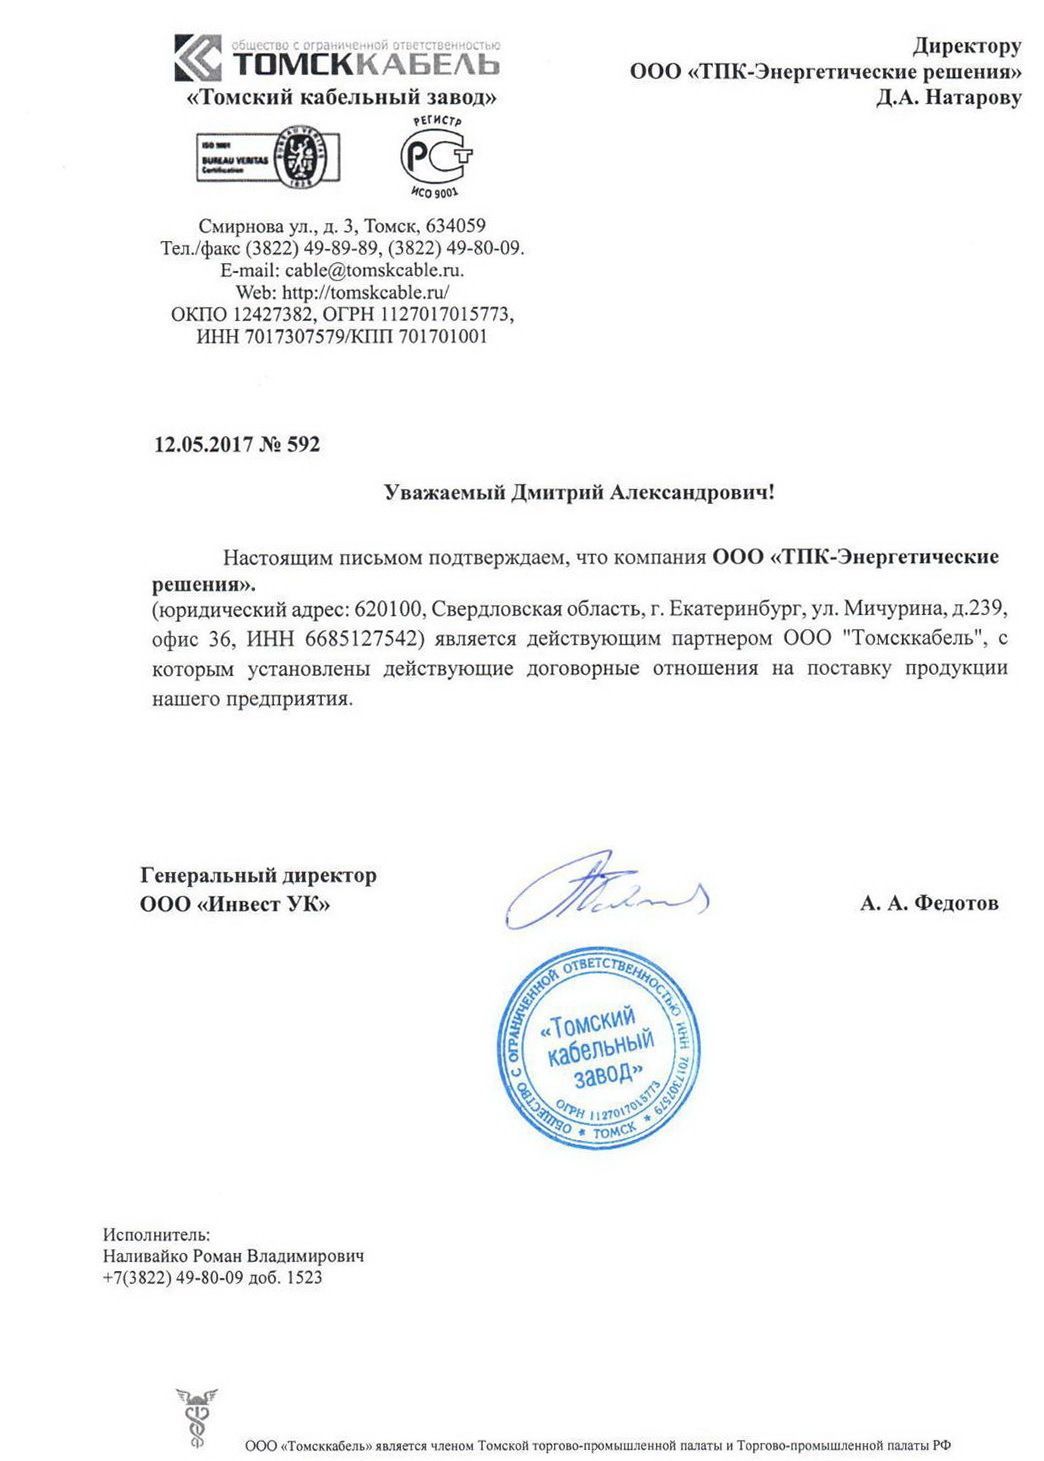 общество с ограниченной ответственностью
ТОМСККАБЕЛЬ
«Томский кабельный завод»
ISO 9001
BUREAU VERITAS
Certification
BUREAU VERITAS
1828
РЕГИСТР
РСТ
ИСО 9001
Смирнова ул., д. 3, Томск, 634059
Тел./факс (3822) 49-89-89, (3822) 49-80-09.
E-mail: cable@tomskcable.ru.
Web: http://tomskcable.ru/
ОКПО 12427382, ОГРН 1127017015773,
ИНН 7017307579/КПП 701701001
Директору
ООО «ТПК-Энергетические решения»
Д.А. Натарову
12.05.2017 № 592
Уважаемый Дмитрий Александрович!
Настоящим письмом подтверждаем, что компания ООО «ТПК-Энергетические
решения».
(юридический адрес: 620100, Свердловская область, г. Екатеринбург, ул. Мичурина, д.239,
офис 36, ИНН 6685127542) является действующим партнером ООО "Томсккабель", с
которым установлены действующие договорные отношения на поставку продукции
нашего предприятия.
Генеральный директор
ООО «Инвест УК»
А. А. Федотов
ОБЩЕСТВО С ОГРАНИЧЕННОЙ ОТВЕТСТВЕННОСТЬЮ ИНН 7017307579
«Томский
кабельный
завод»
ОГРН 1127017015773
* ТОМСК *
Исполнитель:
Наливайко Роман Владимирович
+7(3822) 49-80-09 доб. 1523
ООО «Томсккабель» является членом Томской торгово-промышленной палаты и Торгово-промышленной палаты РФ